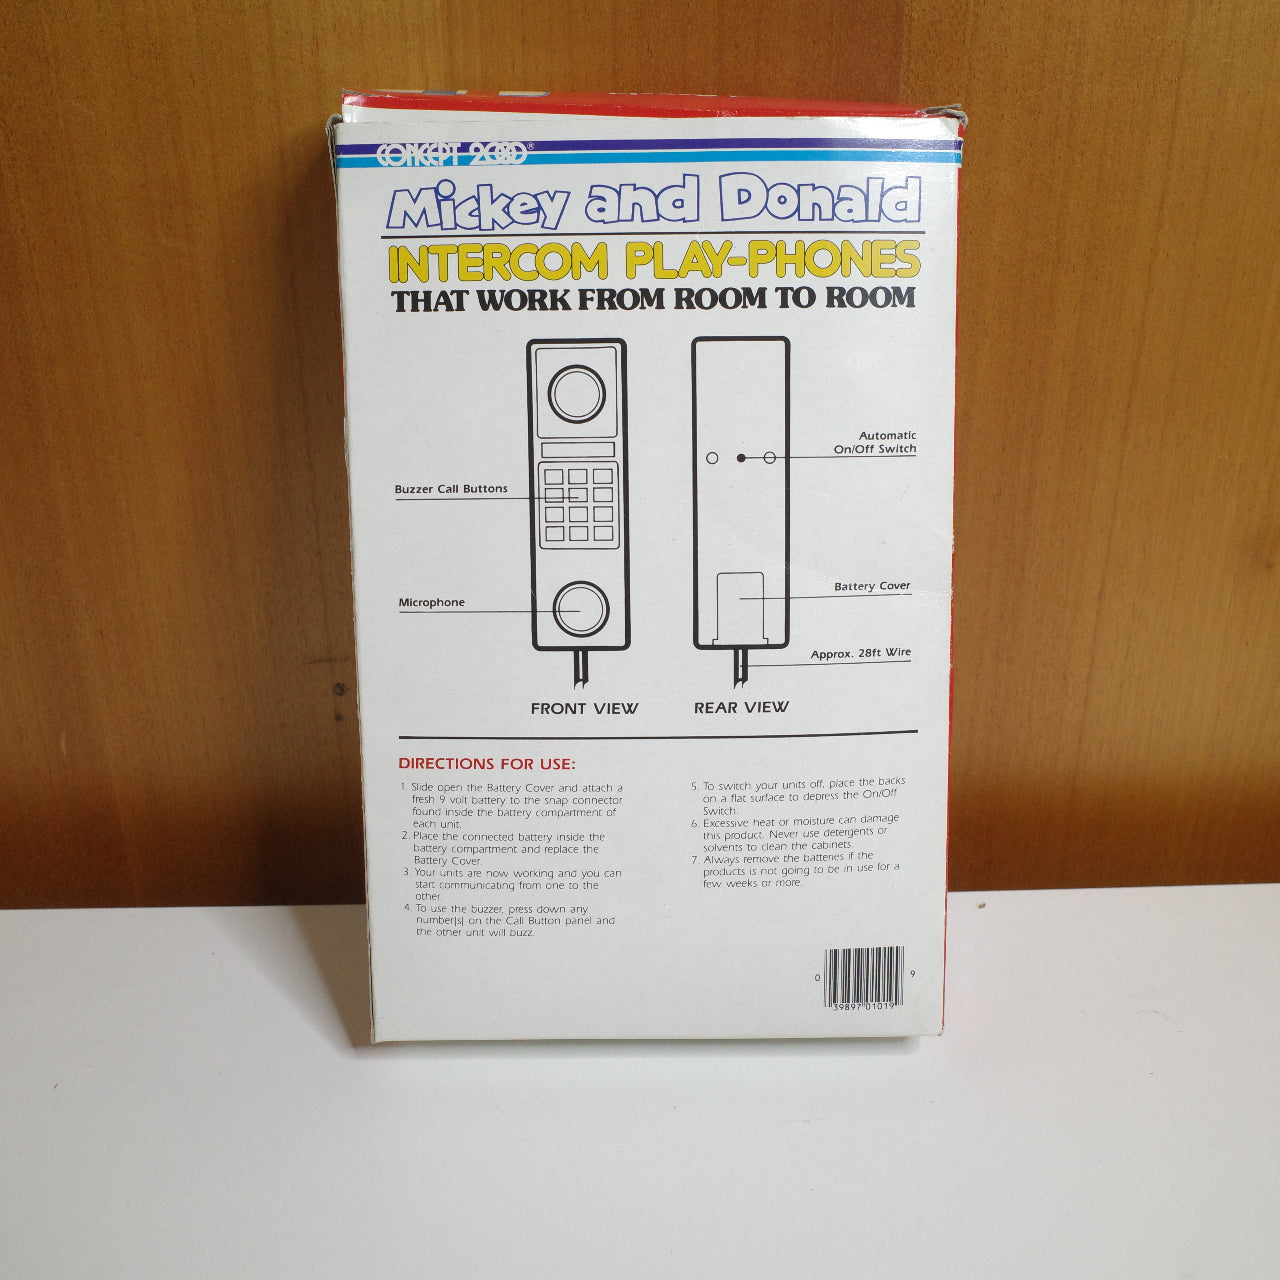 CONCEPT 2000®
Mickey and Donald
INTERCOM PLAY-PHONES
THAT WORK FROM ROOM TO ROOM
Automatic
On/Off Switch
Buzzer Call Buttons
Battery Cover
Microphone
Approx. 28ft Wire
FRONT VIEW
REAR VIEW
DIRECTIONS FOR USE:
1. Slide open the Battery Cover and attach a
fresh 9 volt battery to the snap connector
found inside the battery compartment of
each unit.
2. Place the connected battery inside the
battery compartment and replace the
Battery Cover.
3. Your units are now working and you can
start communicating from one to the
other.
4. To use the buzzer, press down any
number(s) on the Call Button panel and
the other unit will buzz.
5. To switch your units off, place the backs
on a flat surface to depress the On/Off
Switch.
6. Excessive heat or moisture can damage
this product. Never use detergents or
solvents to clean the cabinets.
7. Always remove the batteries if the
products is not going to be in use for a
few weeks or more.
0 39897 01019 9